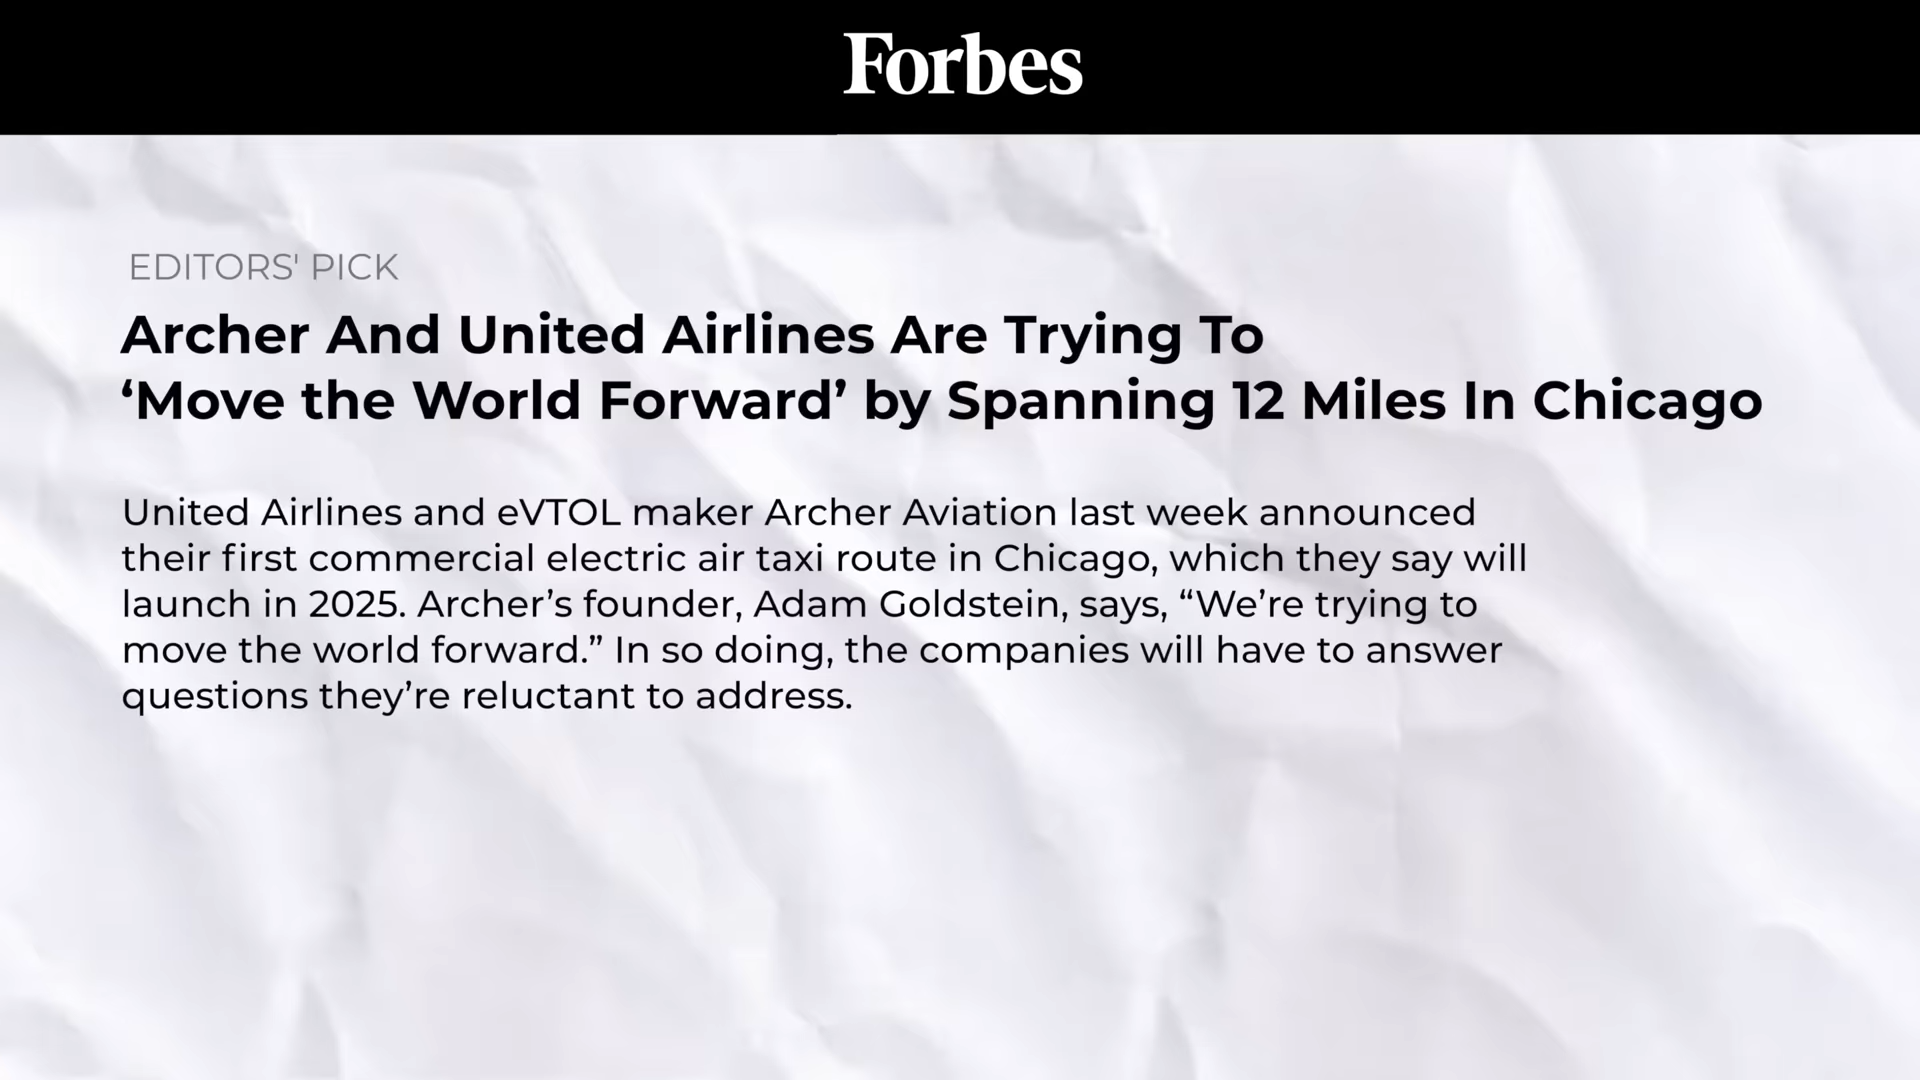 Forbes
EDITORS' PICK
Archer And United Airlines Are Trying To
‘Move the World Forward’ by Spanning 12 Miles In Chicago
United Airlines and eVTOL maker Archer Aviation last week announced
their first commercial electric air taxi route in Chicago, which they say will
launch in 2025. Archer’s founder, Adam Goldstein, says, “We’re trying to
move the world forward.” In so doing, the companies will have to answer
questions they’re reluctant to address.